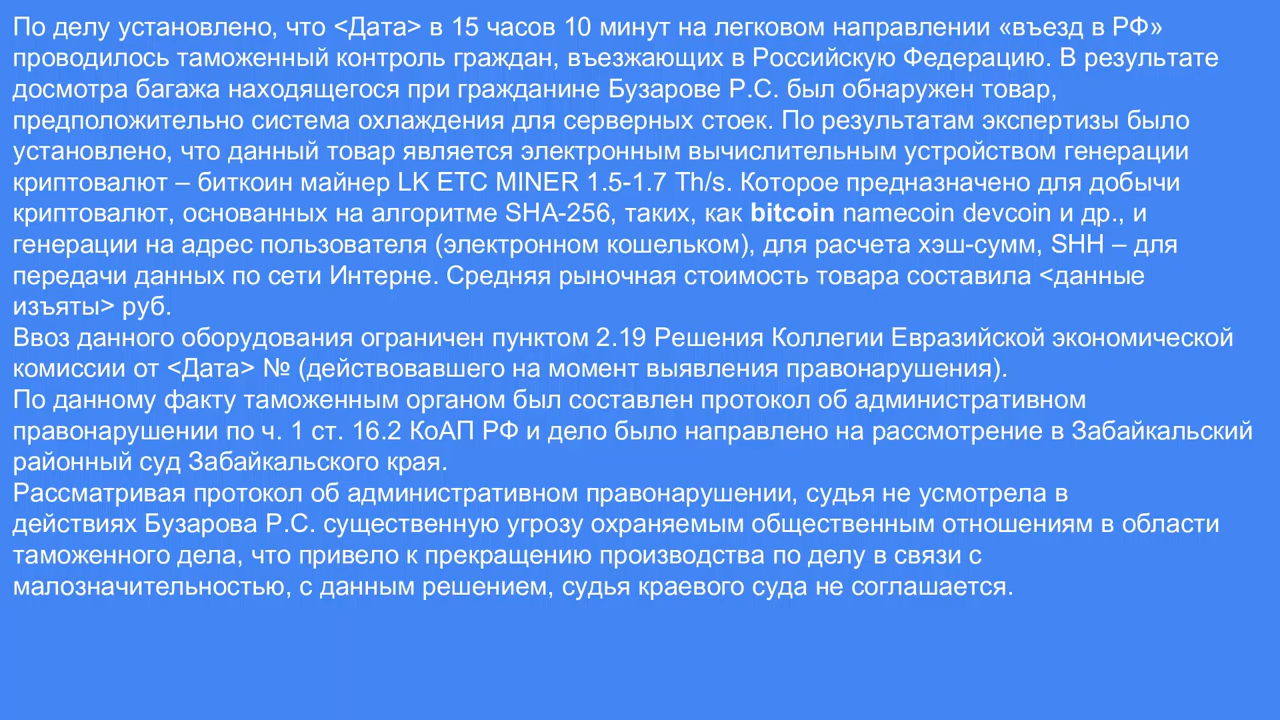 По делу установлено, что <Дата> в 15 часов 10 минут на легковом направлении «въезд в РФ»
проводилось таможенный контроль граждан, въезжающих в Российскую Федерацию. В результате
досмотра багажа находящегося при гражданине Бузарове Р.С. был обнаружен товар,
предположительно система охлаждения для серверных стоек. По результатам экспертизы было
установлено, что данный товар является электронным вычислительным устройством генерации
криптовалют – биткоин майнер LK ETC MINER 1.5-1.7 Th/s. Которое предназначено для добычи
криптовалют, основанных на алгоритме SHA-256, таких, как bitcoin namecoin devcoin и др., и
генерации на адрес пользователя (электронном кошельком), для расчета хэш-сумм, SHH – для
передачи данных по сети Интерне. Средняя рыночная стоимость товара составила <данные
изъяты> руб.
Ввоз данного оборудования ограничен пунктом 2.19 Решения Коллегии Евразийской экономической
комиссии от <Дата> № (действовавшего на момент выявления правонарушения).
По данному факту таможенным органом был составлен протокол об административном
правонарушении по ч. 1 ст. 16.2 КоАП РФ и дело было направлено на рассмотрение в Забайкальский
районный суд Забайкальского края.
Рассматривая протокол об административном правонарушении, судья не усмотрела в
действиях Бузарова Р.С. существенную угрозу охраняемым общественным отношениям в области
таможенного дела, что привело к прекращению производства по делу в связи с
малозначительностью, с данным решением, судья краевого суда не соглашается.